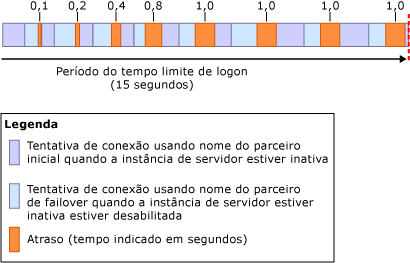 0,1 0,2 0,4 0,8 1,0 1,0 1,0 1,0
Período do tempo limite de logon
(15 segundos)
Legenda
Tentativa de conexão usando nome do parceiro
inicial quando a instância de servidor estiver inativa
Tentativa de conexão usando nome do parceiro
de failover quando a instância de servidor estiver
inativa estiver desabilitada
Atraso (tempo indicado em segundos)